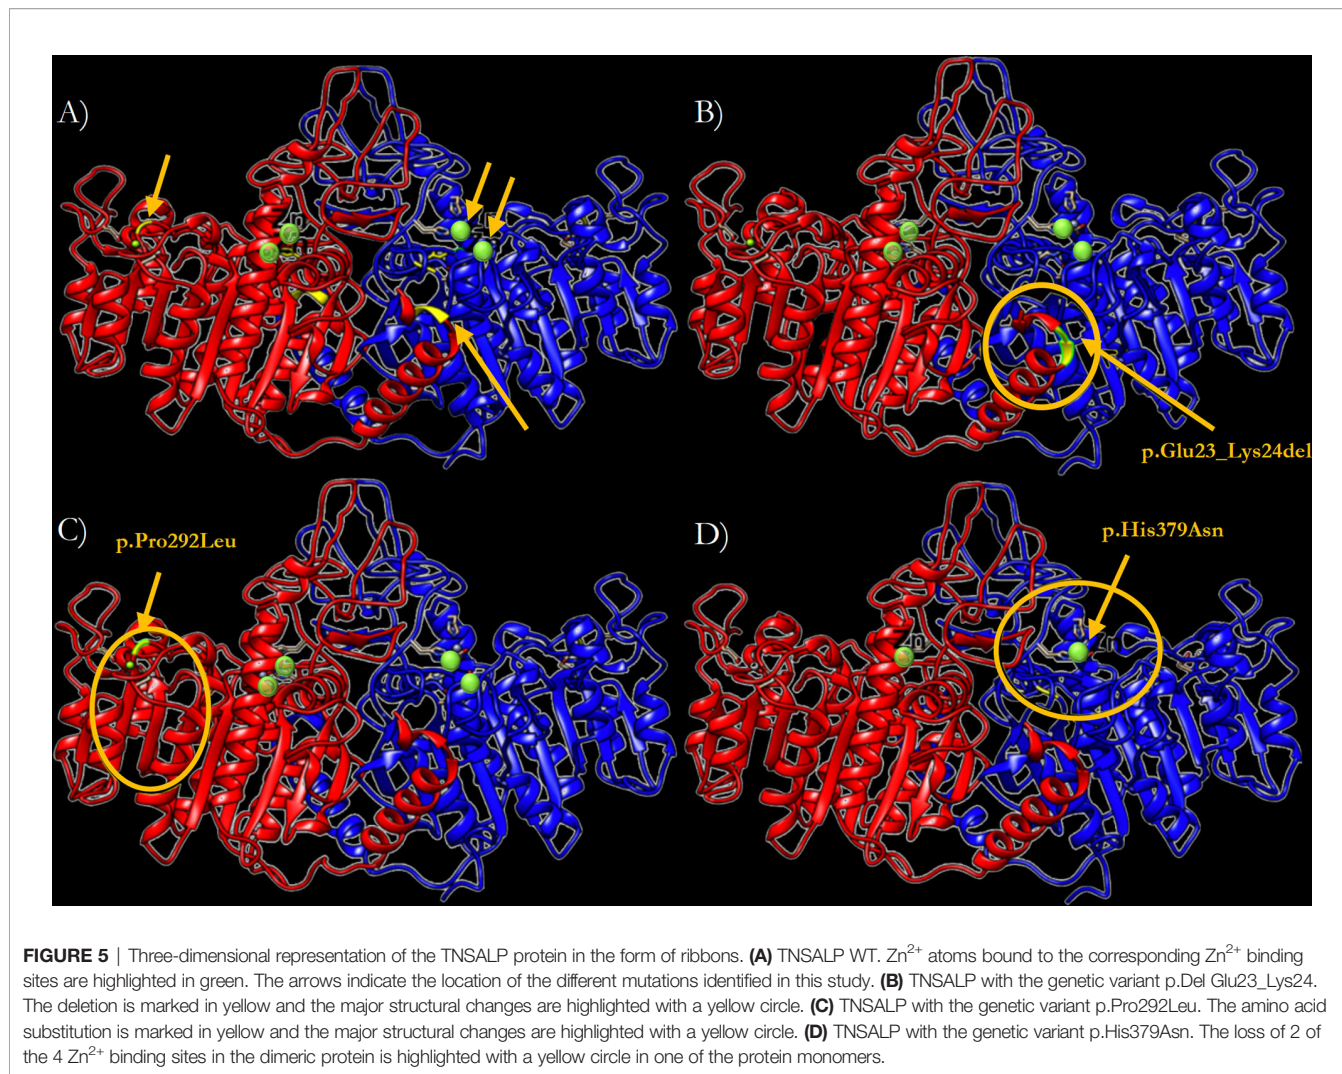 A)
B)
p.Glu23_Lys24del
C)
p.Pro292Leu
D)
p.His379Asn
FIGURE 5 | Three-dimensional representation of the TNSALP protein in the form of ribbons. (A) TNSALP WT. Zn²⁺ atoms bound to the corresponding Zn²⁺ binding
sites are highlighted in green. The arrows indicate the location of the different mutations identified in this study. (B) TNSALP with the genetic variant p.Del Glu23_Lys24.
The deletion is marked in yellow and the major structural changes are highlighted with a yellow circle. (C) TNSALP with the genetic variant p.Pro292Leu. The amino acid
substitution is marked in yellow and the major structural changes are highlighted with a yellow circle. (D) TNSALP with the genetic variant p.His379Asn. The loss of 2 of
the 4 Zn²⁺ binding sites in the dimeric protein is highlighted with a yellow circle in one of the protein monomers.